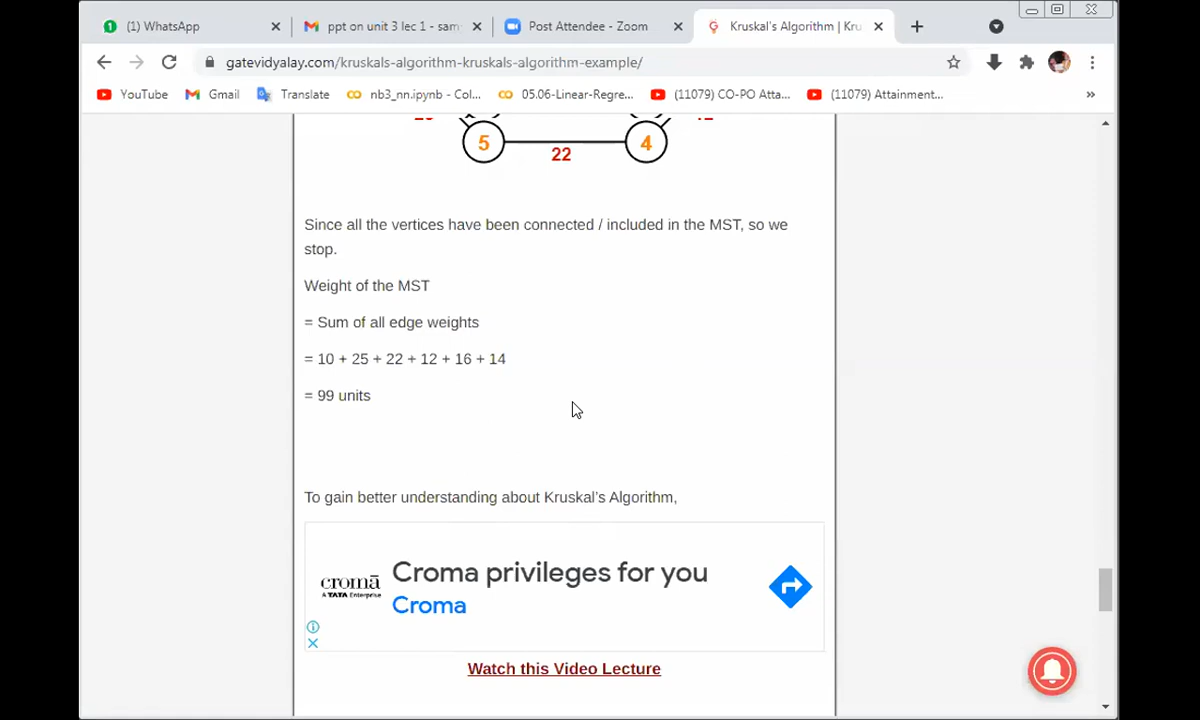 (1) WhatsApp
ppt on unit 3 lec 1 - sam
Post Attendee - Zoom
Kruskal's Algorithm | Kru
gatevidyalay.com/kruskals-algorithm-kruskals-algorithm-example/
YouTube
Gmail
Translate
nb3_nn.ipynb - Col...
05.06-Linear-Regre...
(11079) CO-PO Atta...
(11079) Attainment...
»
5
4
22
Since all the vertices have been connected / included in the MST, so we
stop.
Weight of the MST
= Sum of all edge weights
= 10 + 25 + 22 + 12 + 16 + 14
= 99 units
To gain better understanding about Kruskal's Algorithm,
cromā
A TATA Enterprise
Croma privileges for you
Croma
Watch this Video Lecture